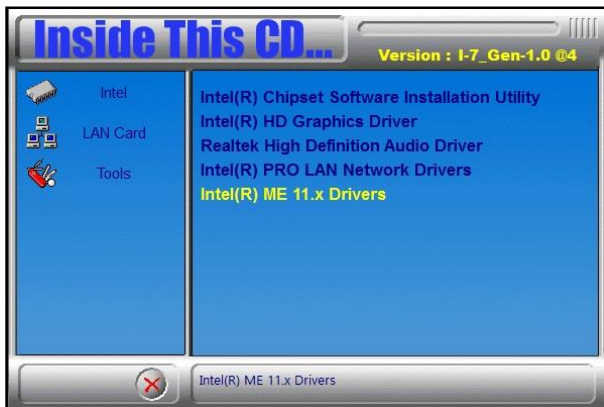 Inside This CD...
Version : I-7_Gen-1.0 @4
Intel
LAN Card
Tools
Intel(R) Chipset Software Installation Utility
Intel(R) HD Graphics Driver
Realtek High Definition Audio Driver
Intel(R) PRO LAN Network Drivers
Intel(R) ME 11.x Drivers
Intel(R) ME 11.x Drivers